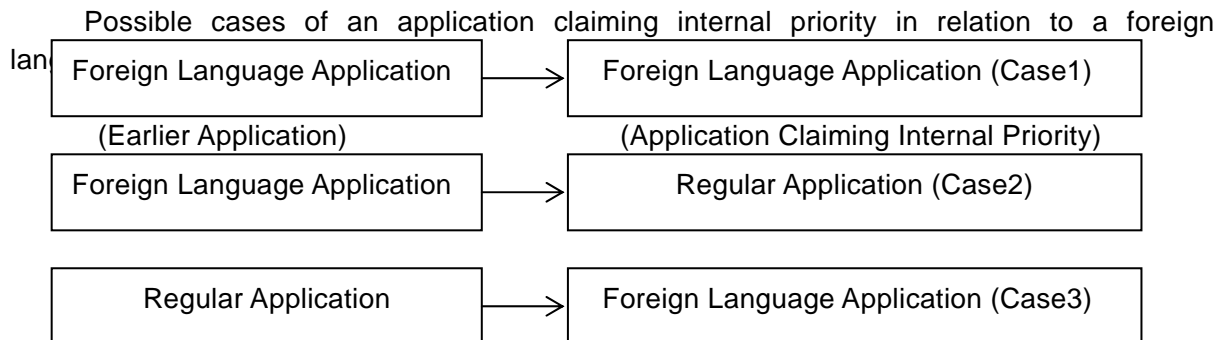 Possible cases of an application claiming internal priority in relation to a foreign
Foreign Language Application Foreign Language Application (Case1)
(Earlier Application) (Application Claiming Internal Priority)
Foreign Language Application Regular Application (Case2)
Regular Application Foreign Language Application (Case3)